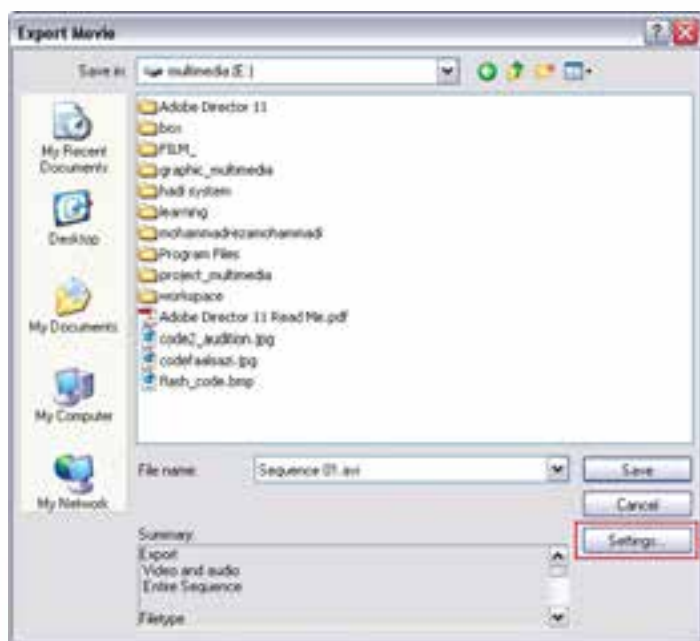 Export Movie
Save in:
multimedia (E:)
My Recent
Documents
Desktop
My Documents
My Computer
My Network
Adobe Director 11
box
FILM_
graphic_multimedia
hadi system
learning
mohammadrezamohammadi
Program Files
project_multimedia
workspace
Adobe Director 11 Read Me.pdf
code2_audition.jpg
codefaalsazi.jpg
flash_code.bmp
File name:
Sequence 01.avi
Save
Cancel
Settings...
Summary
Export
Video and audio
Entire Sequence
Filetype